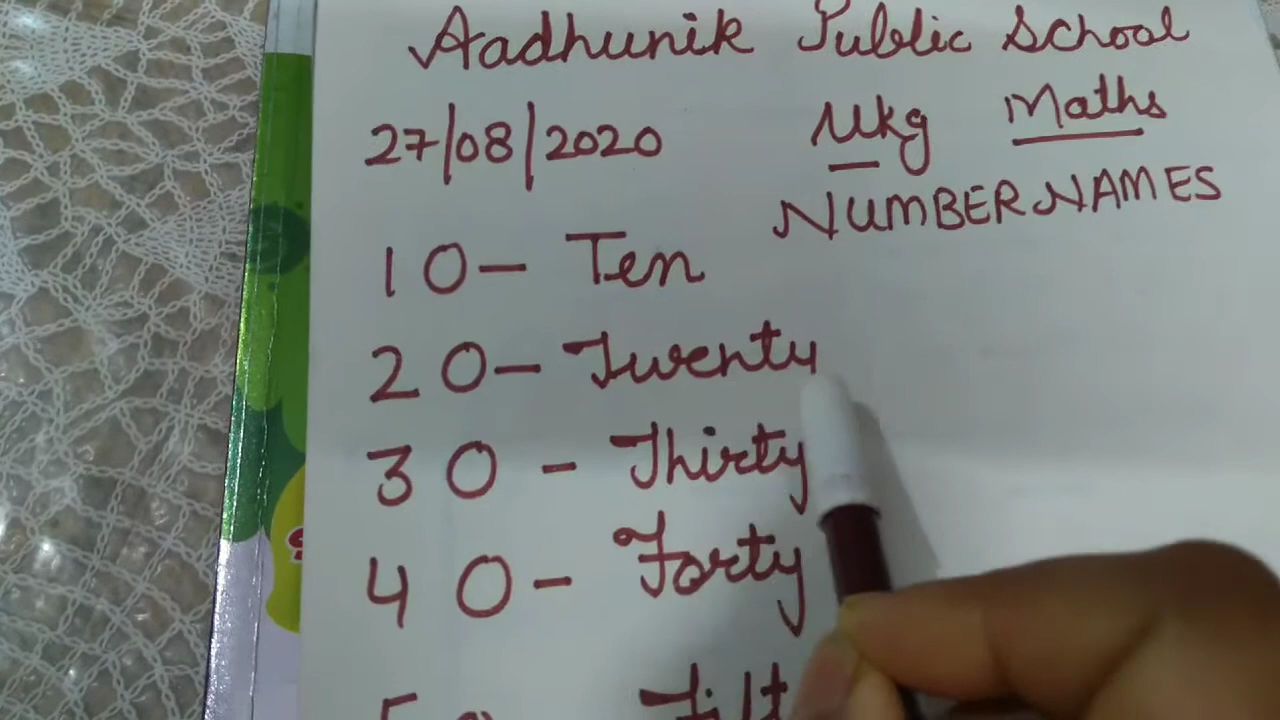 Aadhunik Public School
27/08/2020 Ukg Maths
NUMBER NAMES
10- Ten
20- Twenty
30 - Thirty
40- Forty